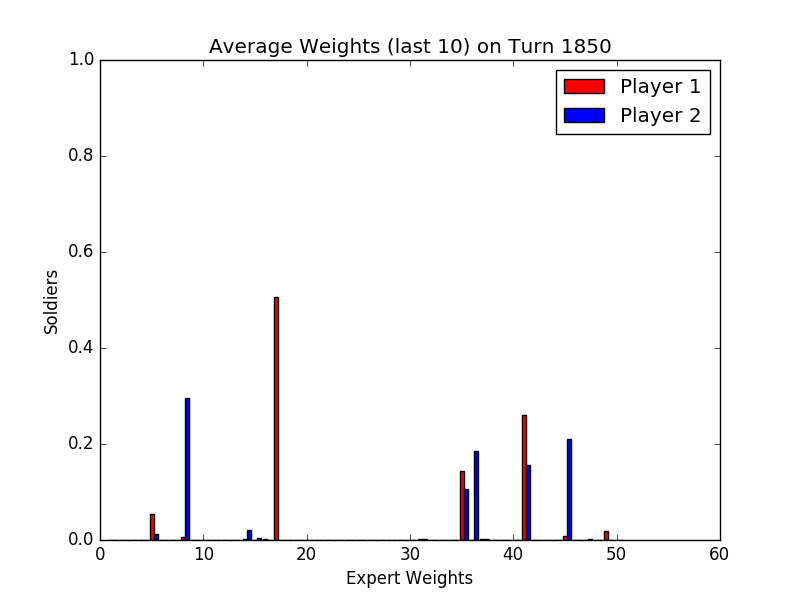 Average Weights (last 10) on Turn 1850
1.0
Player 1
Player 2
0.8
0.6
Soldiers
0.4
0.2
0.0
0 10 20 30 40 50 60
Expert Weights